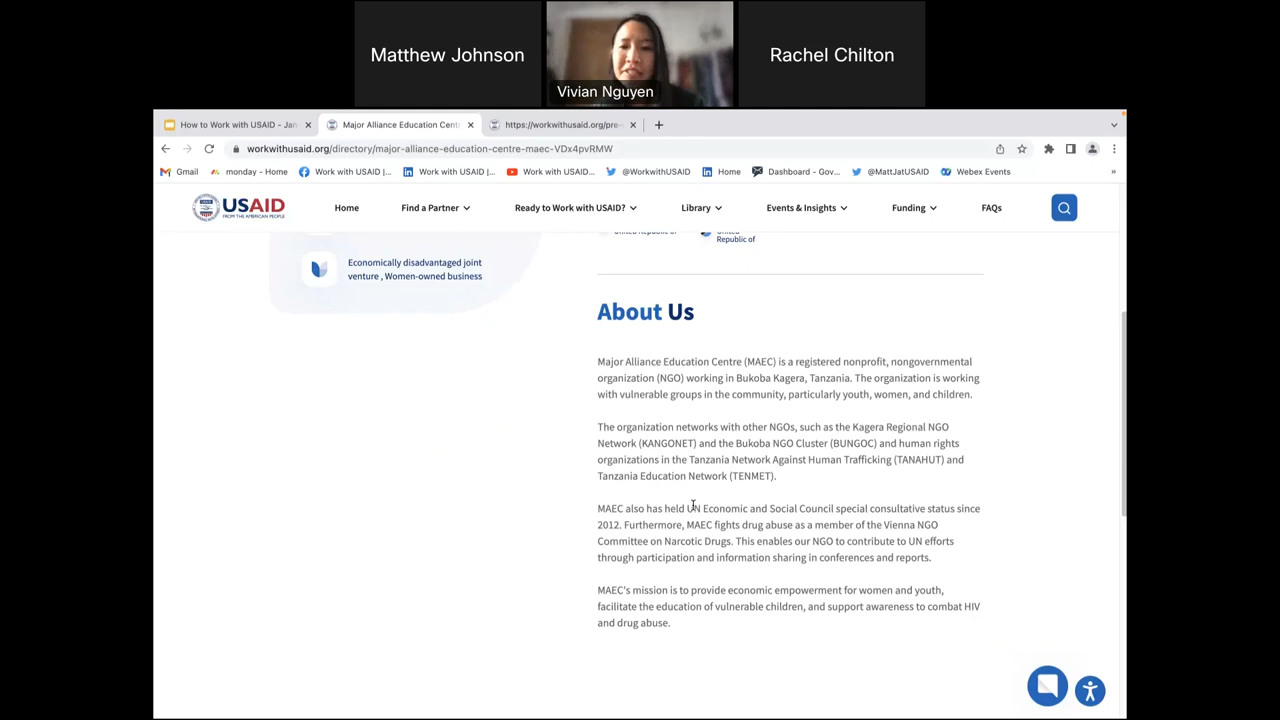 Matthew Johnson
Vivian Nguyen
Rachel Chilton
How to Work with USAID - Jan
Major Alliance Education Cent
https://workwithusaid.org/pre-
workwithusaid.org/directory/major-alliance-education-centre-maec-VDx4pvRMW
Gmail
monday - Home
Work with USAID |...
Work with USAID |...
Work with USAID...
@WorkwithUSAID
Home
Dashboard - Gov...
@MattJatUSAID
Webex Events
»
USAID
FROM THE AMERICAN PEOPLE
Home
Find a Partner
Ready to Work with USAID?
Library
Events & Insights
Funding
FAQs
United Republic of
United
Republic of
Economically disadvantaged joint
venture , Women-owned business
About Us
Major Alliance Education Centre (MAEC) is a registered nonprofit, nongovernmental
organization (NGO) working in Bukoba Kagera, Tanzania. The organization is working
with vulnerable groups in the community, particularly youth, women, and children.
The organization networks with other NGOs, such as the Kagera Regional NGO
Network (KANGONET) and the Bukoba NGO Cluster (BUNGOC) and human rights
organizations in the Tanzania Network Against Human Trafficking (TANAHUT) and
Tanzania Education Network (TENMET).
MAEC also has held UN Economic and Social Council special consultative status since
2012. Furthermore, MAEC fights drug abuse as a member of the Vienna NGO
Committee on Narcotic Drugs. This enables our NGO to contribute to UN efforts
through participation and information sharing in conferences and reports.
MAEC's mission is to provide economic empowerment for women and youth,
facilitate the education of vulnerable children, and support awareness to combat HIV
and drug abuse.